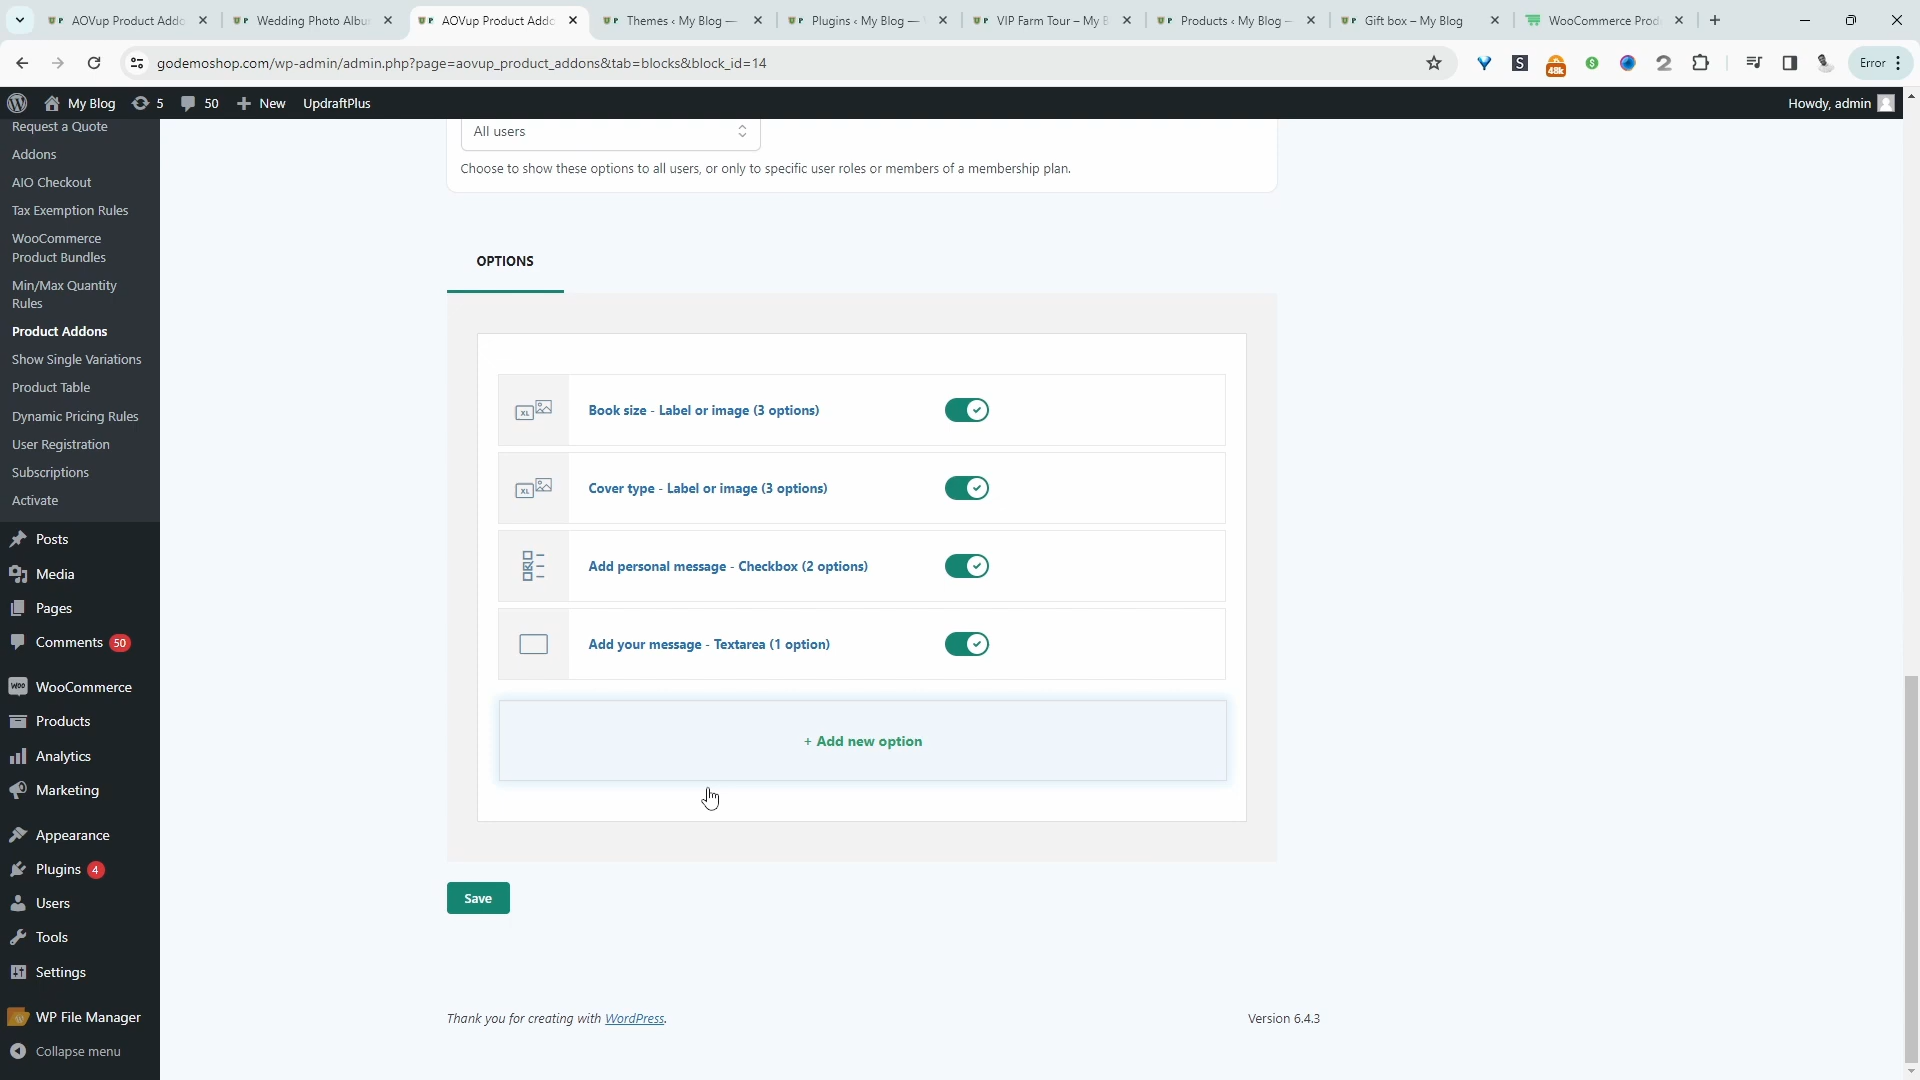 AOVup Product Addo
Wedding Photo Albu
AOVup Product Addo
Themes ‹ My Blog —
Plugins ‹ My Blog —
VIP Farm Tour – My B
Products ‹ My Blog –
Gift box – My Blog
WooCommerce Prod
godemoshop.com/wp-admin/admin.php?page=aovup_product_addons&tab=blocks&block_id=14
48k
Error
My Blog
5
50
New
UpdraftPlus
Howdy, admin
Request a Quote
Addons
AIO Checkout
Tax Exemption Rules
WooCommerce
Product Bundles
Min/Max Quantity
Rules
Product Addons
Show Single Variations
Product Table
Dynamic Pricing Rules
User Registration
Subscriptions
Activate
Posts
Media
Pages
Comments 50
WooCommerce
Products
Analytics
Marketing
Appearance
Plugins 4
Users
Tools
Settings
WP File Manager
Collapse menu
All users
Choose to show these options to all users, or only to specific user roles or members of a membership plan.
OPTIONS
XL
Book size - Label or image (3 options)
XL
Cover type - Label or image (3 options)
Add personal message - Checkbox (2 options)
Add your message - Textarea (1 option)
+ Add new option
Save
Thank you for creating with WordPress.
Version 6.4.3